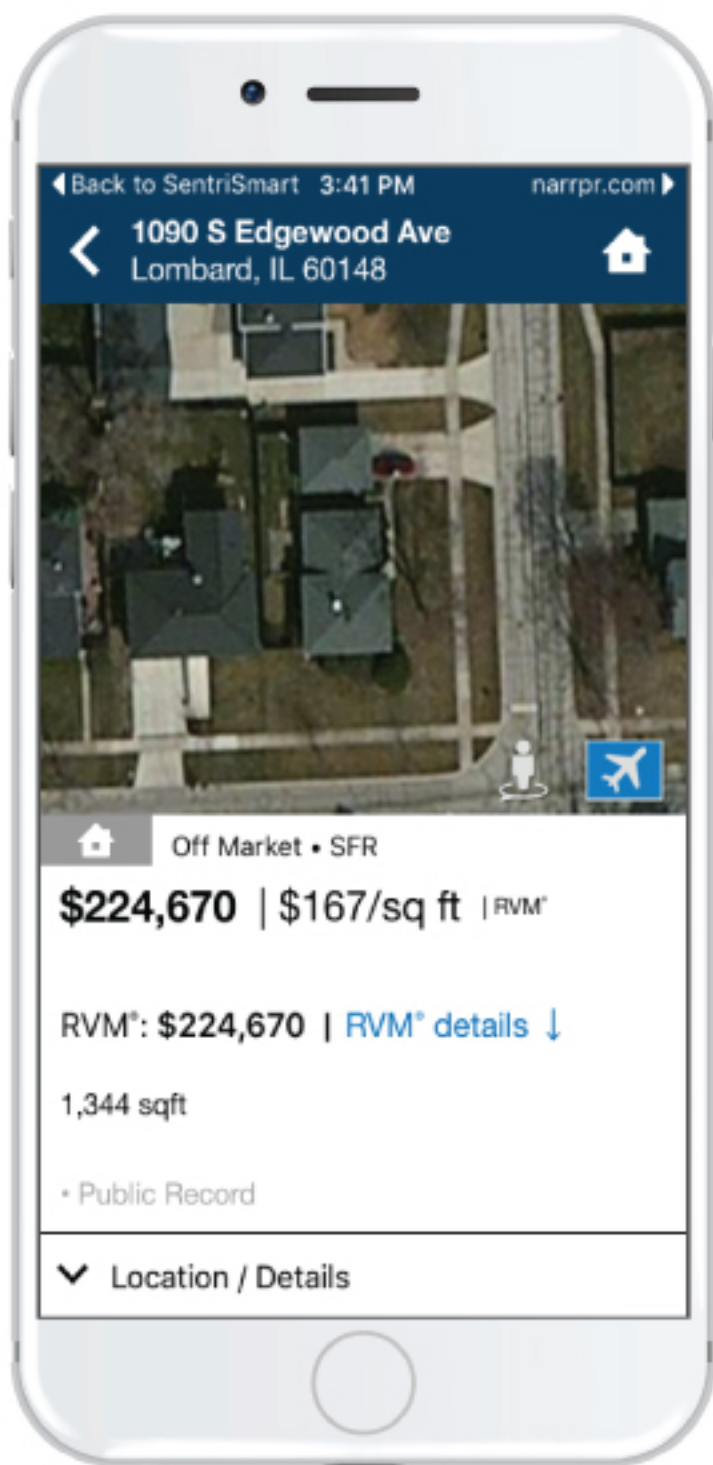 Back to SentriSmart 3:41 PM narrpr.com
1090 S Edgewood Ave
Lombard, IL 60148
Off Market • SFR
$224,670 | $167/sq ft | RVM®
RVM®: $224,670 | RVM® details ↓
1,344 sqft
• Public Record
Location / Details